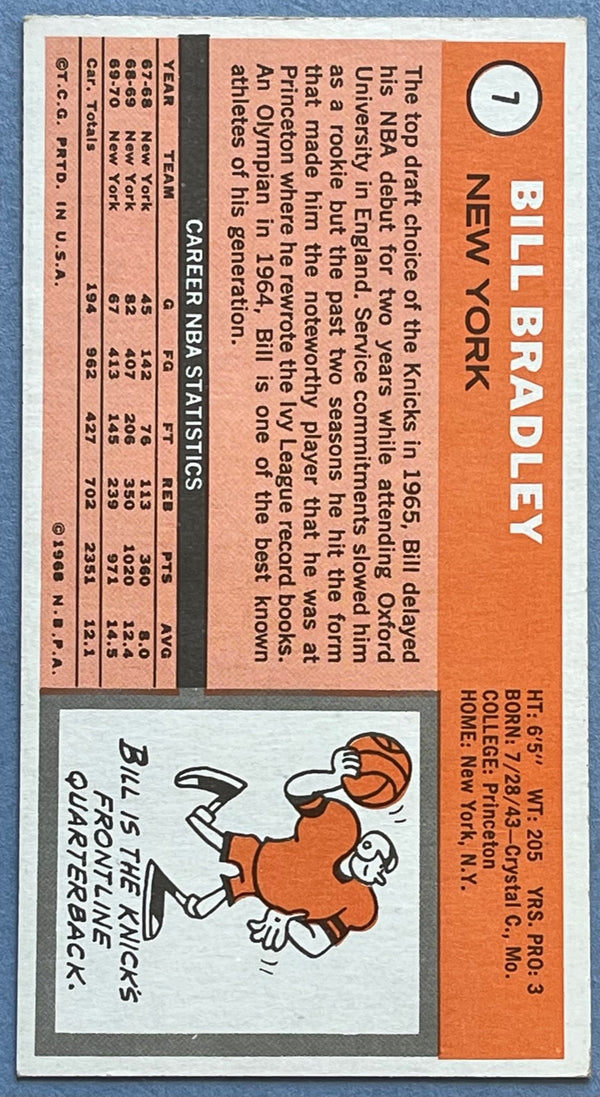 7
BILL BRADLEY
NEW YORK
HT: 6'5" WT: 205 YRS. PRO: 3
BORN: 7/28/43—Crystal C., Mo.
COLLEGE: Princeton
HOME: New York, N.Y.
The top draft choice of the Knicks in 1965, Bill delayed
his NBA debut for two years while attending Oxford
University in England. Service commitments slowed him
as a rookie but the past two seasons he hit the form
that made him the noteworthy player that he was at
Princeton where he rewrote the Ivy League record books.
An Olympian in 1964, Bill is one of the best known
athletes of his generation.
CAREER NBA STATISTICS
YEAR TEAM G FG FT REB PTS AVG
67-68 New York 45 142 76 113 360 8.0
68-69 New York 82 407 206 350 1020 12.4
69-70 New York 67 413 145 239 971 14.5
Car. Totals 194 962 427 702 2351 12.1
©T.C.G. PRTD. IN U.S.A. ©1968 N.B.P.A.
BILL IS THE KNICK'S
FRONTLINE
QUARTERBACK.